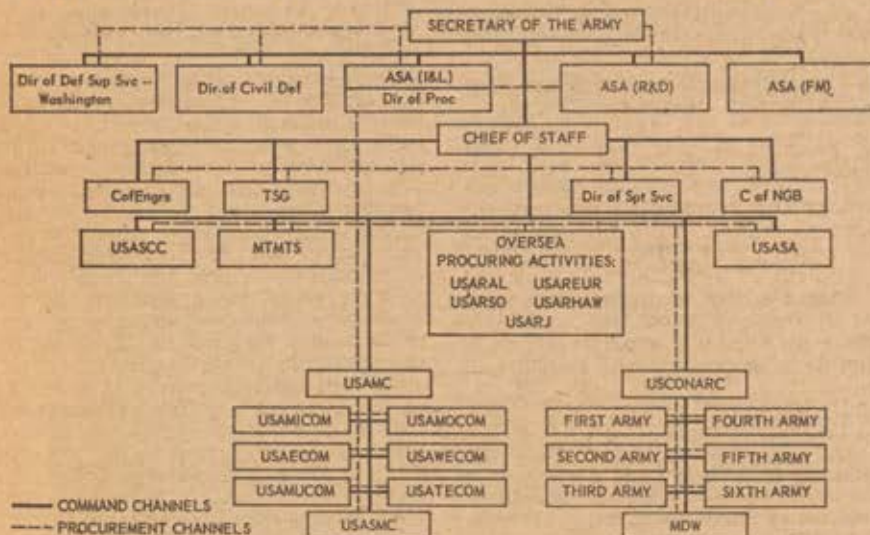 SECRETARY OF THE ARMY
Dir of Def Sup Svc --
Washington
Dir. of Civil Def
ASA (I&L)
Dir of Proc
ASA (R&D)
ASA (FM)
CHIEF OF STAFF
CofEngrs
TSG
Dir of Spt Svc
C of NGB
USASCC
MTMTS
OVERSEA
PROCURING ACTIVITIES:
USARAL USAREUR
USARSO USARHAW
USARJ
USASA
USAMC
USCONARC
USAMICOM
USAMOCOM
FIRST ARMY
FOURTH ARMY
USAECOM
USAWECOM
SECOND ARMY
FIFTH ARMY
USAMUCOM
USATECOM
THIRD ARMY
SIXTH ARMY
COMMAND CHANNELS
PROCUREMENT CHANNELS
USASMC
MDW